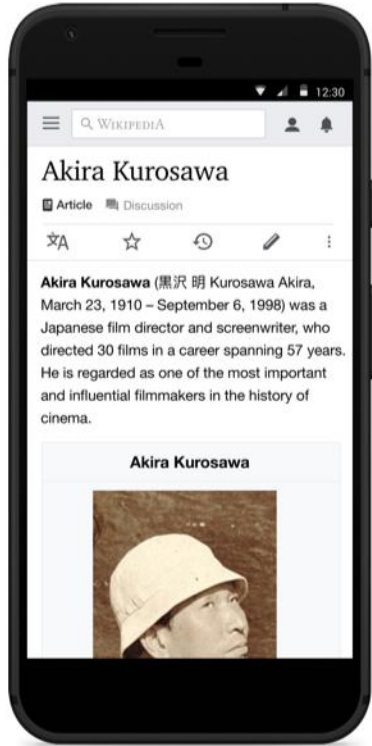 12:30
WIKIPEDIA
Akira Kurosawa
Article Discussion
文A
Akira Kurosawa (黒沢 明 Kurosawa Akira,
March 23, 1910 – September 6, 1998) was a
Japanese film director and screenwriter, who
directed 30 films in a career spanning 57 years.
He is regarded as one of the most important
and influential filmmakers in the history of
cinema.
Akira Kurosawa